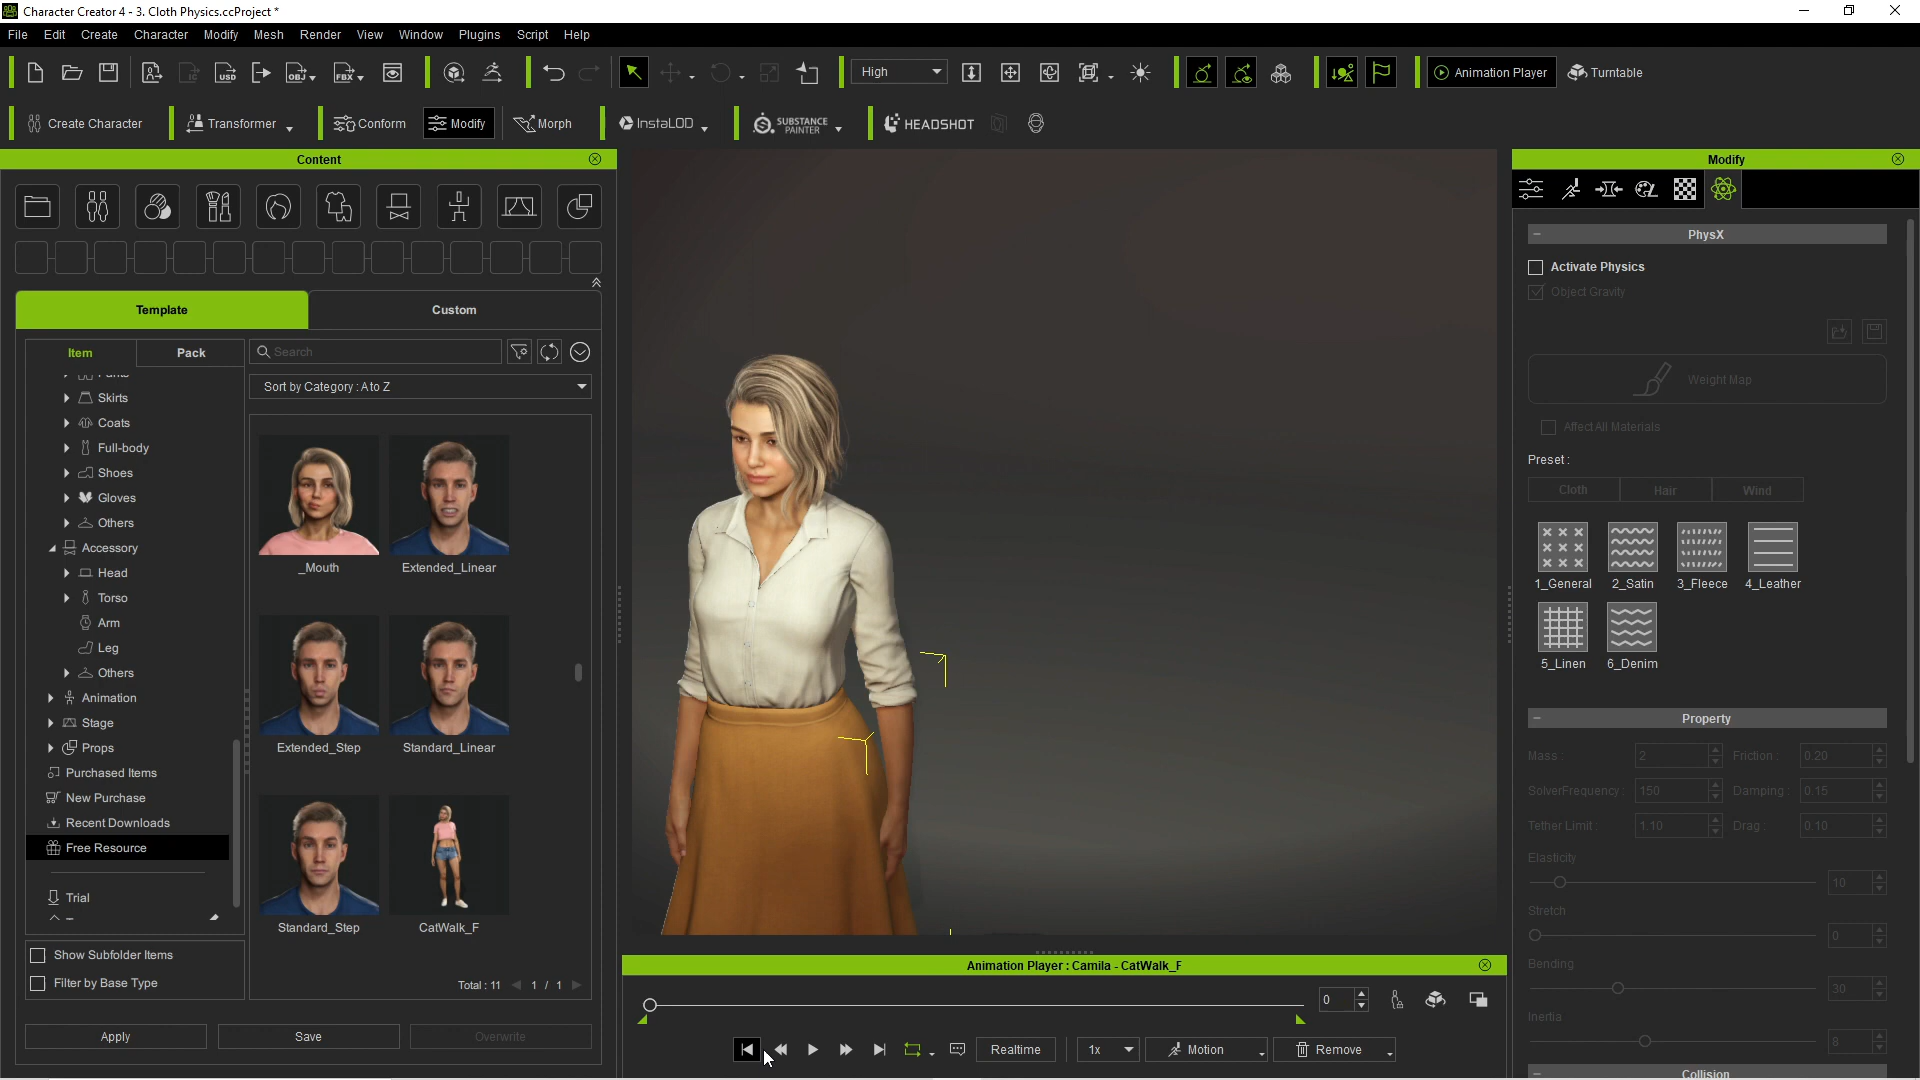 Character Creator 4 - 3. Cloth Physics.ccProject *
File Edit Create Character Modify Mesh Render View Window Plugins Script Help
IC USD OBJ FBX High Animation Player Turntable
Create Character Transformer Conform Modify Morph InstaLOD SUBSTANCE PAINTER HEADSHOT
Content
Template Custom
Item Pack
Search
Sort by Category : A to Z
Skirts
Coats
Full-body
Shoes
Gloves
Others
Accessory
Head
Torso
Arm
Leg
Others
Animation
Stage
Props
Purchased Items
New Purchase
Recent Downloads
Free Resource
Trial
_Mouth Extended_Linear
Extended_Step Standard_Linear
Standard_Step CatWalk_F
Show Subfolder Items
Filter by Base Type
Total : 11 1 / 1
Apply Save Overwrite
Animation Player : Camila - CatWalk_F
0
Realtime 1x Motion Remove
Modify
PhysX
Activate Physics
Object Gravity
Weight Map
Affect All Materials
Preset :
Cloth Hair Wind
1_General 2_Satin 3_Fleece 4_Leather
5_Linen 6_Denim
Property
Mass : 2 Friction : 0.20
SolverFrequency : 150 Damping : 0.15
Tether Limit : 1.10 Drag : 0.10
Elasticity
10
Stretch
0
Bending
30
Inertia
8
Collision